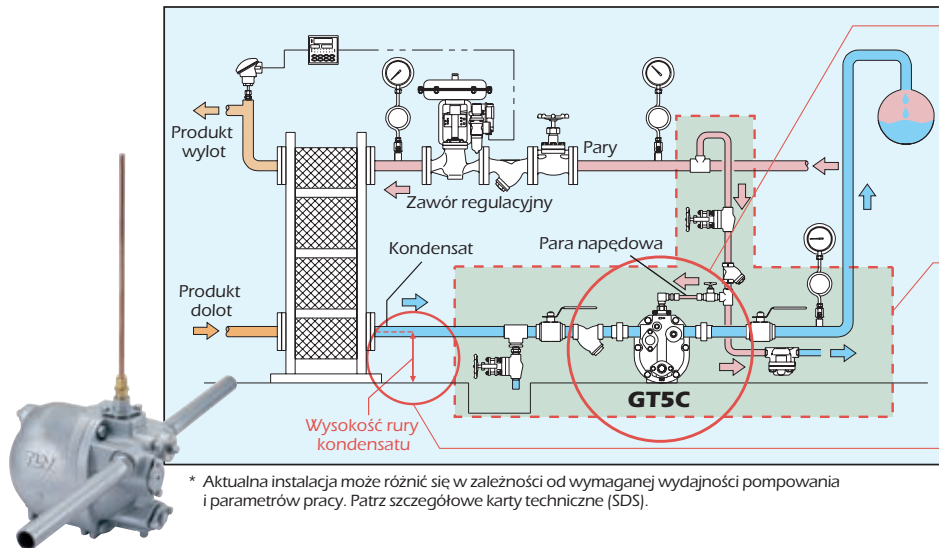 Produkt
wylot
Pary
Zawór regulacyjny
Kondensat
Para napędowa
Produkt
dolot
GT5C
Wysokość rury
kondensatu
TLV
* Aktualna instalacja może różnić się w zależności od wymaganej wydajności pompowania
i parametrów pracy. Patrz szczegółowe karty techniczne (SDS).